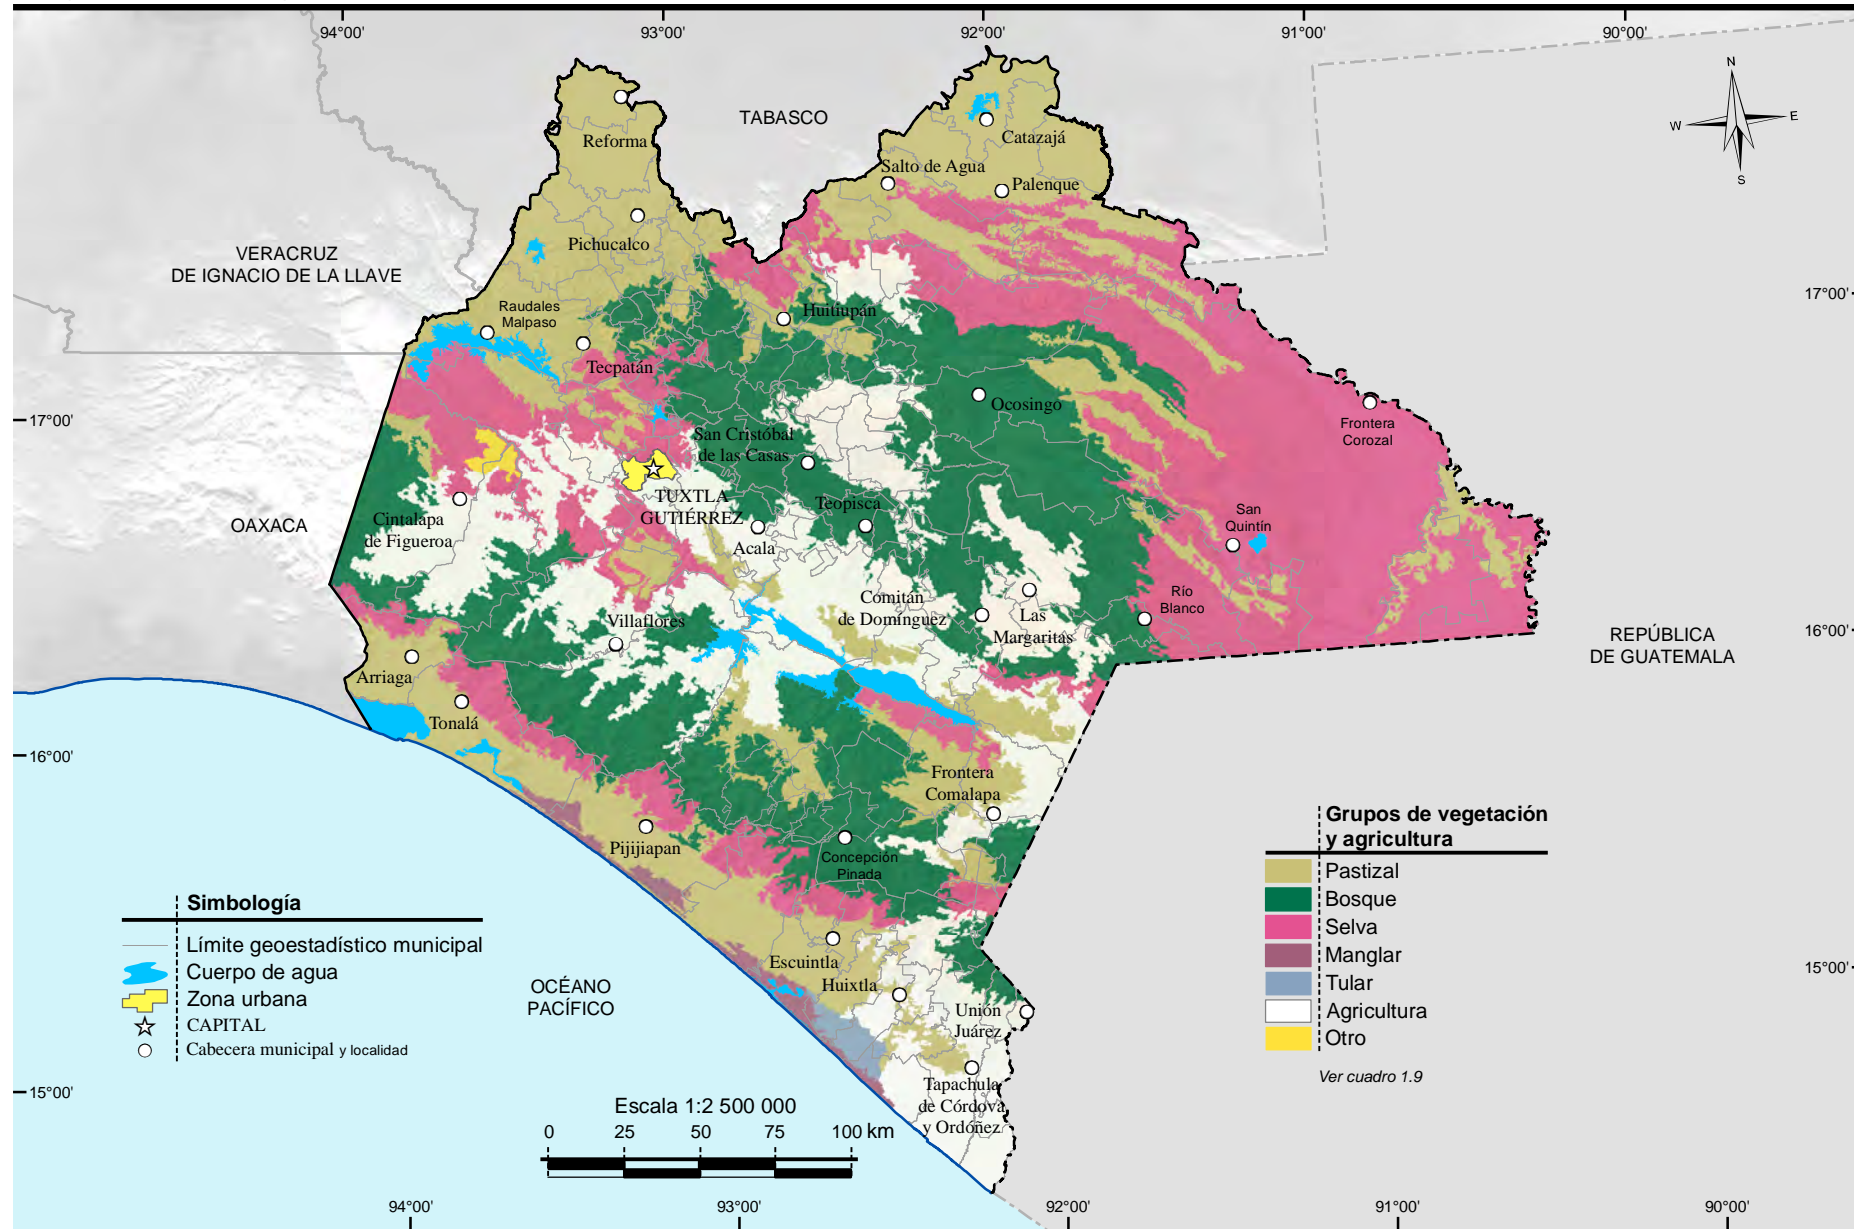 94°00'
93°00'
92°00'
91°00'
90°00'
N
W
E
S
TABASCO
Reforma
Catazajá
Salto de Agua
Palenque
Pichucalco
VERACRUZ
DE IGNACIO DE LA LLAVE
Raudales
Malpaso
Huitiupán
17°00'
Tecpatán
Ocosingo
17°00'
Frontera
Corozal
San Cristóbal
de las Casas
TUXTLA
GUTIÉRREZ
Teopisca
San
Quintín
OAXACA
Cintalapa
de Figueroa
Acala
Río
Blanco
Comitán
de Domínguez
Las
Margaritas
Villaflores
16°00'
REPÚBLICA
DE GUATEMALA
Arriaga
Tonalá
16°00'
Frontera
Comalapa
Pijijiapan
Concepción
Pinada
Escuintla
Huixtla
15°00'
Unión
Juárez
OCÉANO
PACÍFICO
Tapachula
de Córdova
y Ordóñez
15°00'
Simbología
Límite geoestadístico municipal
Cuerpo de agua
Zona urbana
CAPITAL
Cabecera municipal y localidad
Grupos de vegetación
y agricultura
Pastizal
Bosque
Selva
Manglar
Tular
Agricultura
Otro
Ver cuadro 1.9
Escala 1:2 500 000
0 25 50 75 100 km
94°00'
93°00'
92°00'
91°00'
90°00'